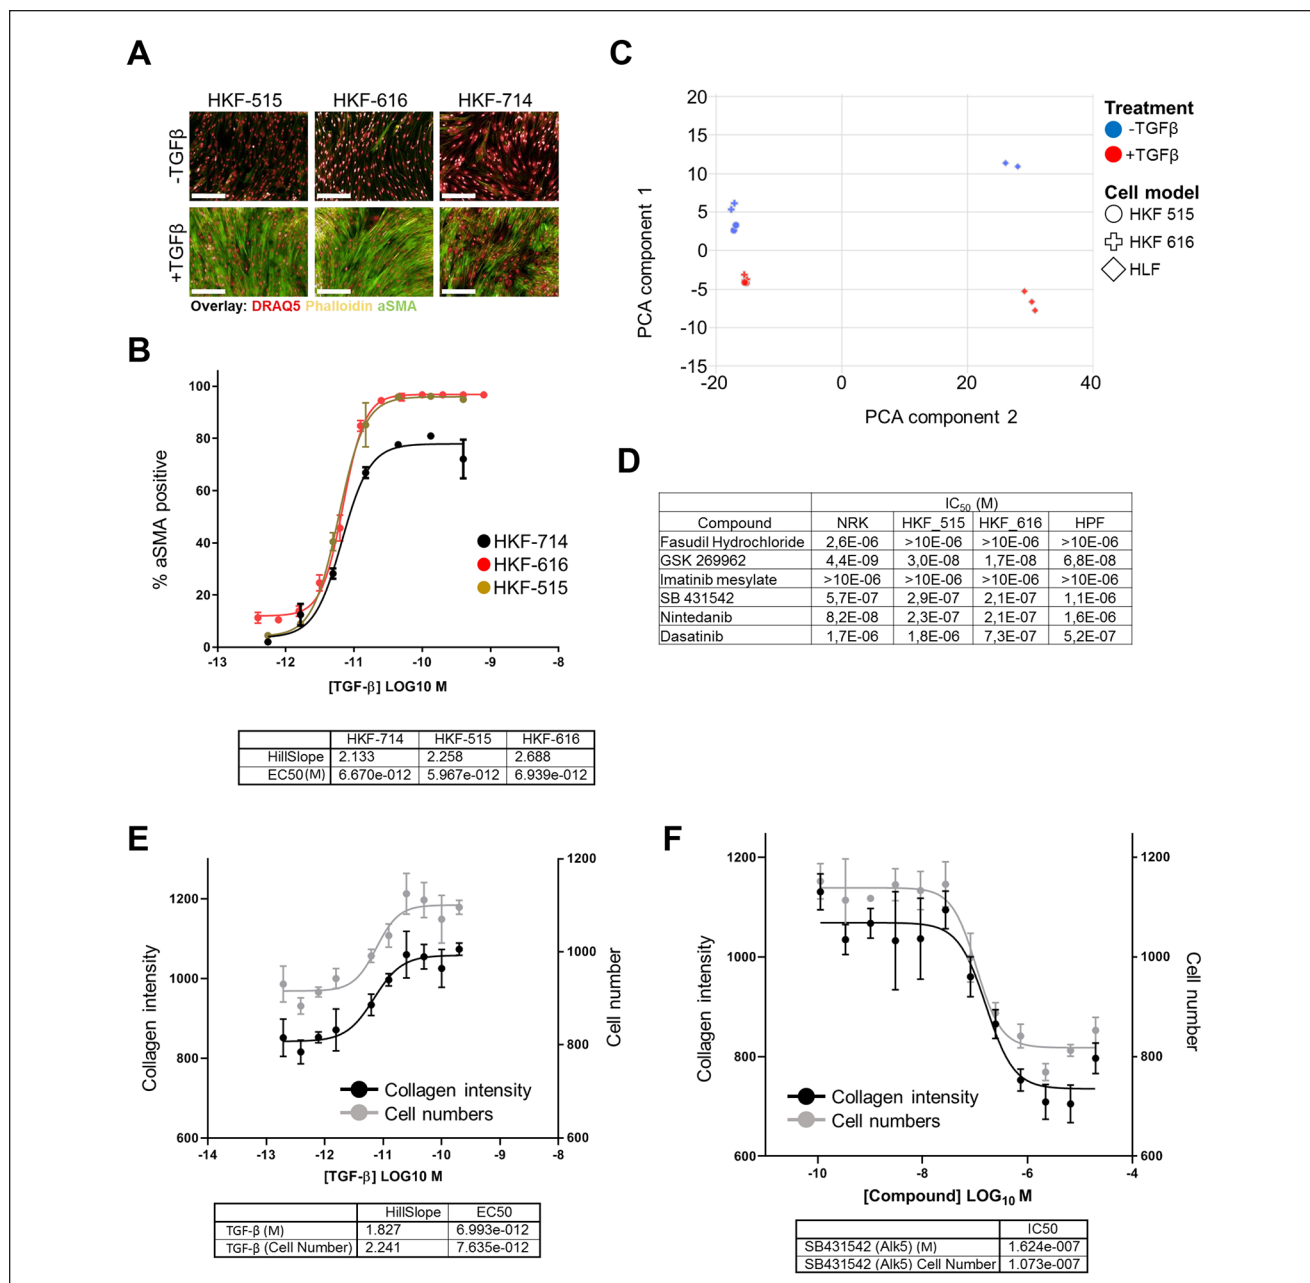 A
HKF-515 HKF-616 HKF-714
-TGFβ
+TGFβ
Overlay: DRAQ5 Phalloidin aSMA
B
% aSMA positive
100
80
60
40
20
0
-13 -12 -11 -10 -9 -8
[TGF-β] LOG10 M
HKF-714
HKF-616
HKF-515
HKF-714 HKF-515 HKF-616
HillSlope 2.133 2.258 2.688
EC50(M) 6.670e-012 5.967e-012 6.939e-012
C
PCA component 1
20
15
10
5
0
-5
-10
-15
-20 0 20 40
PCA component 2
Treatment
-TGFβ
+TGFβ
Cell model
HKF 515
HKF 616
HLF
D
IC50 (M)
Compound NRK HKF_515 HKF_616 HPF
Fasudil Hydrochloride 2,6E-06 >10E-06 >10E-06 >10E-06
GSK 269962 4,4E-09 3,0E-08 1,7E-08 6,8E-08
Imatinib mesylate >10E-06 >10E-06 >10E-06 >10E-06
SB 431542 5,7E-07 2,9E-07 2,1E-07 1,1E-06
Nintedanib 8,2E-08 2,3E-07 2,1E-07 1,6E-06
Dasatinib 1,7E-06 1,8E-06 7,3E-07 5,2E-07
E
Collagen intensity
1200
1000
800
600
-14 -13 -12 -11 -10 -9 -8
[TGF-β] LOG10 M
1200
1000
800
600
Cell number
Collagen intensity
Cell numbers
HillSlope EC50
TGF-β (M) 1.827 6.993e-012
TGF-β (Cell Number) 2.241 7.635e-012
F
Collagen intensity
1200
1000
800
600
-10 -8 -6 -4
[Compound] LOG10 M
1200
1000
800
600
Cell number
Collagen intensity
Cell numbers
IC50
SB431542 (Alk5) (M) 1.624e-007
SB431542 (Alk5) Cell Number 1.073e-007